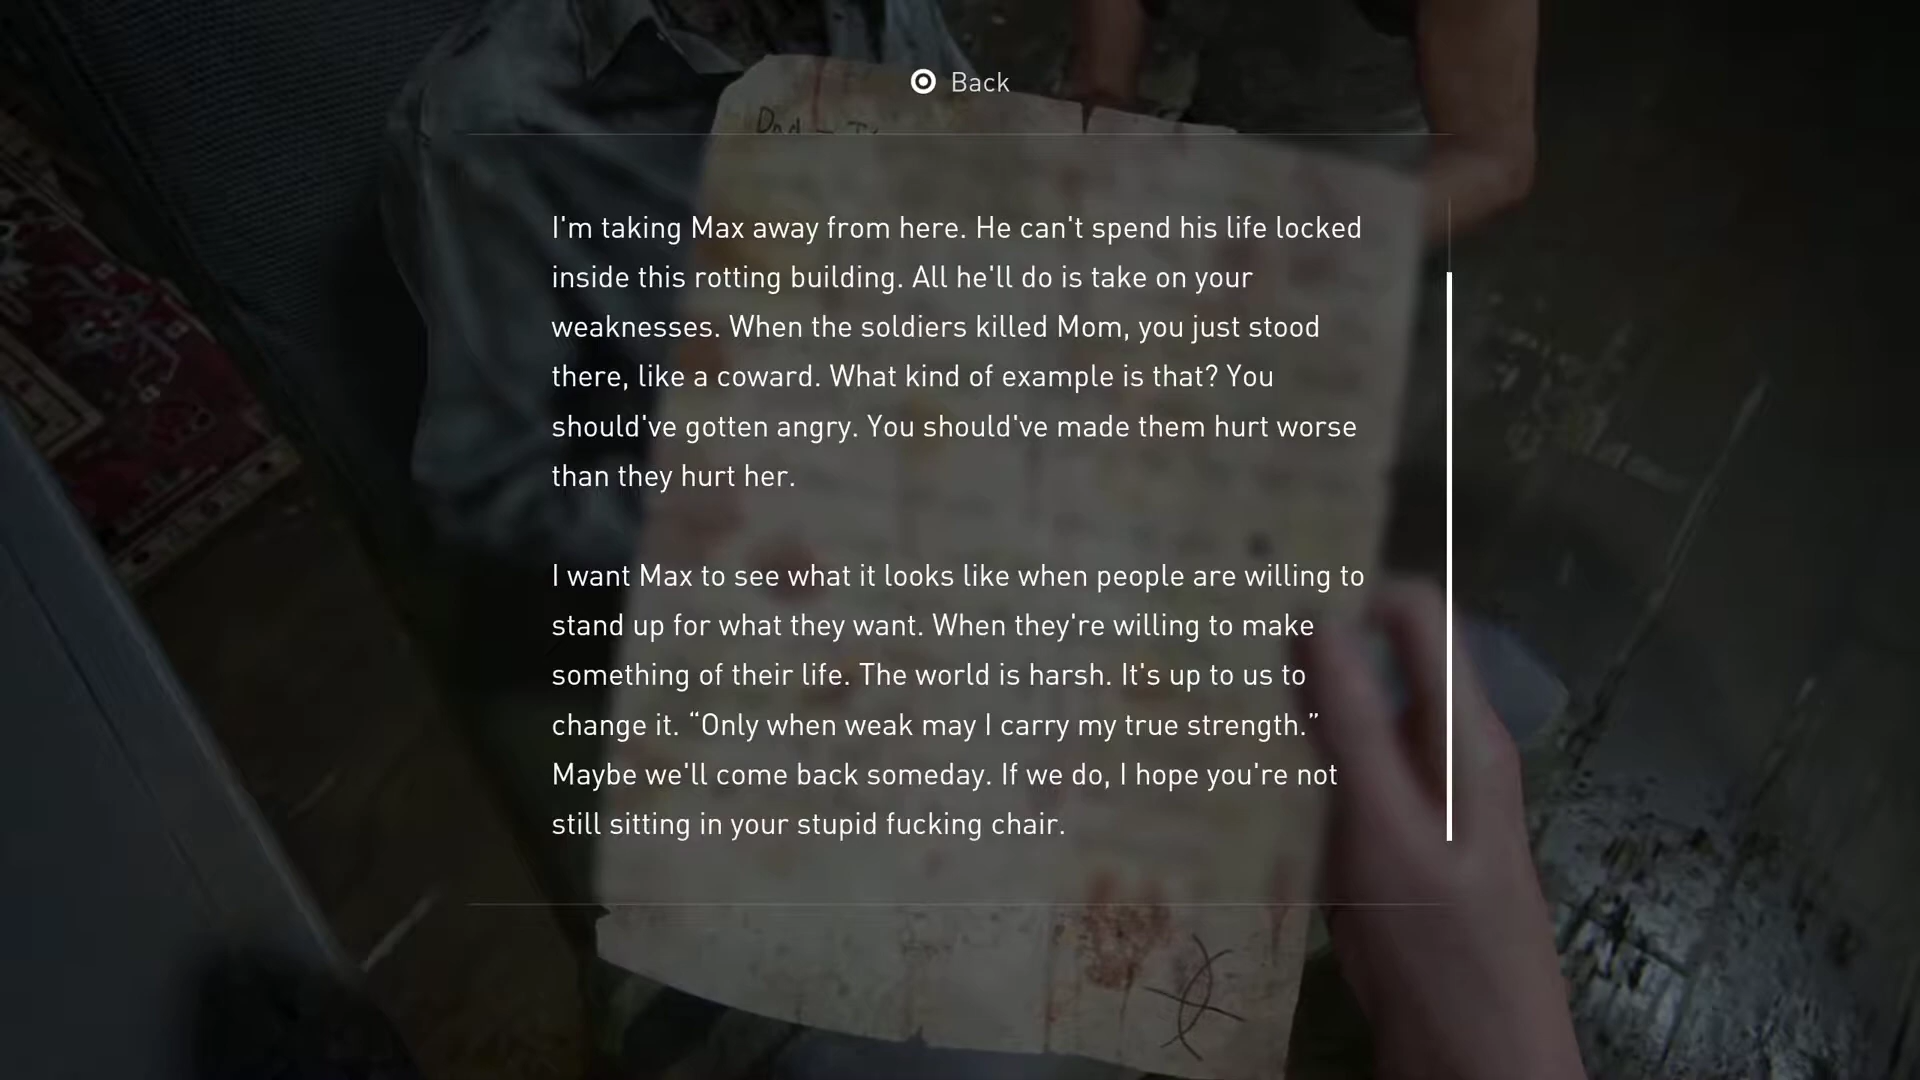 Back
I'm taking Max away from here. He can't spend his life locked
inside this rotting building. All he'll do is take on your
weaknesses. When the soldiers killed Mom, you just stood
there, like a coward. What kind of example is that? You
should've gotten angry. You should've made them hurt worse
than they hurt her.
I want Max to see what it looks like when people are willing to
stand up for what they want. When they're willing to make
something of their life. The world is harsh. It's up to us to
change it. “Only when weak may I carry my true strength.”
Maybe we'll come back someday. If we do, I hope you're not
still sitting in your stupid fucking chair.